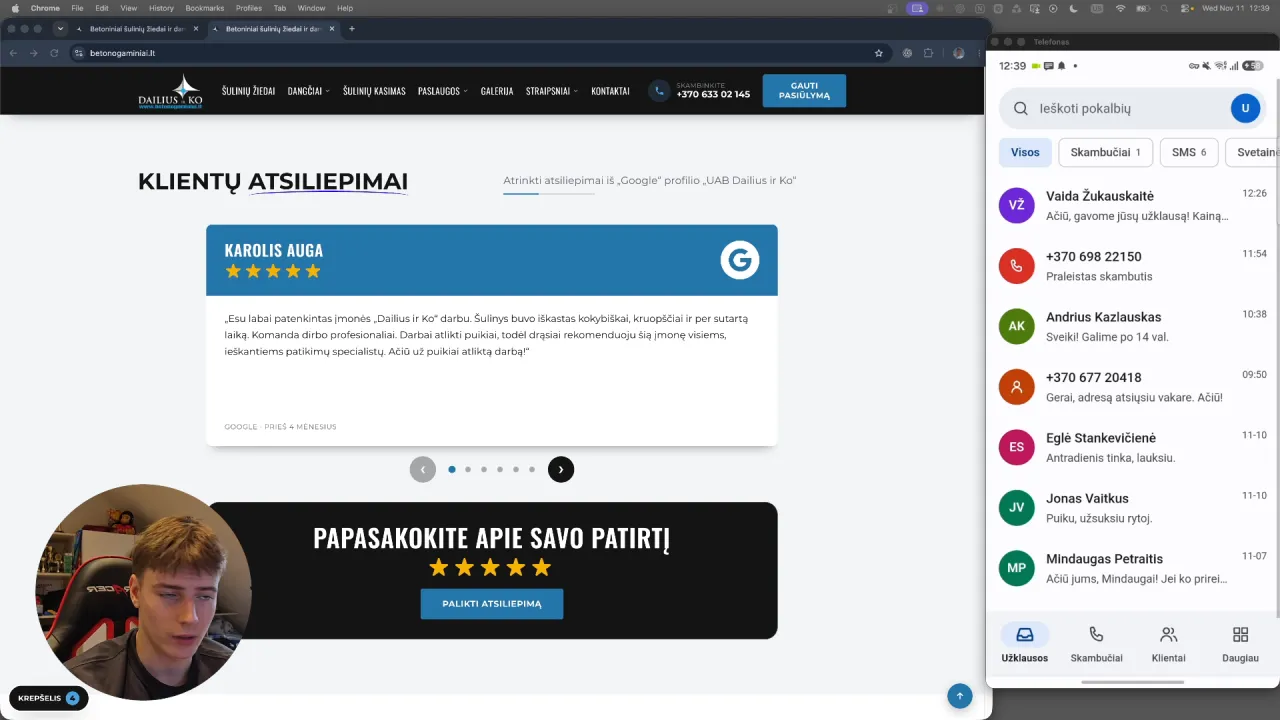 Chrome File Edit View History Bookmarks Profiles Tab Window Help
Wed Nov 11 12:39
Betoniniai šulinių žiedai ir da
Betoniniai šulinių žiedai ir da
betonogaminiai.lt
DAILIUS KO
www.betonogaminiai.lt
ŠULINIŲ ŽIEDAI
DANGČIAI
ŠULINIŲ KASIMAS
PASLAUGOS
GALERIJA
STRAIPSNIAI
KONTAKTAI
SKAMBINKITE
+370 633 02 145
GAUTI
PASIŪLYMĄ
KLIENTŲ ATSILIEPIMAI
Atrinkti atsiliepimai iš „Google“ profilio „UAB Dailius ir Ko“
KAROLIS AUGA
G
„Esu labai patenkintas įmonės „Dailius ir Ko“ darbu. Šulinys buvo iškastas kokybiškai, kruopščiai ir per sutartą
laiką. Komanda dirbo profesionaliai. Darbai atlikti puikiai, todėl drąsiai rekomenduoju šią įmonę visiems,
ieškantiems patikimų specialistų. Ačiū už puikiai atliktą darbą!“
GOOGLE · PRIEŠ 4 MĖNESIUS
PAPASAKOKITE APIE SAVO PATIRTĮ
PALIKTI ATSILIEPIMĄ
KREPŠELIS 4
Telefonas
12:39
Ieškoti pokalbių
U
Visos
Skambučiai 1
SMS 6
Svetainė
VŽ
Vaida Žukauskaitė
12:26
Ačiū, gavome jūsų užklausą! Kainą...
+370 698 22150
11:54
Praleistas skambutis
AK
Andrius Kazlauskas
10:38
Sveiki! Galime po 14 val.
+370 677 20418
09:50
Gerai, adresą atsiųsiu vakare. Ačiū!
ES
Eglė Stankevičienė
11-10
Antradienis tinka, lauksiu.
JV
Jonas Vaitkus
11-10
Puiku, užsuksiu rytoj.
MP
Mindaugas Petraitis
11-07
Ačiū jums, Mindaugai! Jei ko prirei...
Užklausos
Skambučiai
Klientai
Daugiau